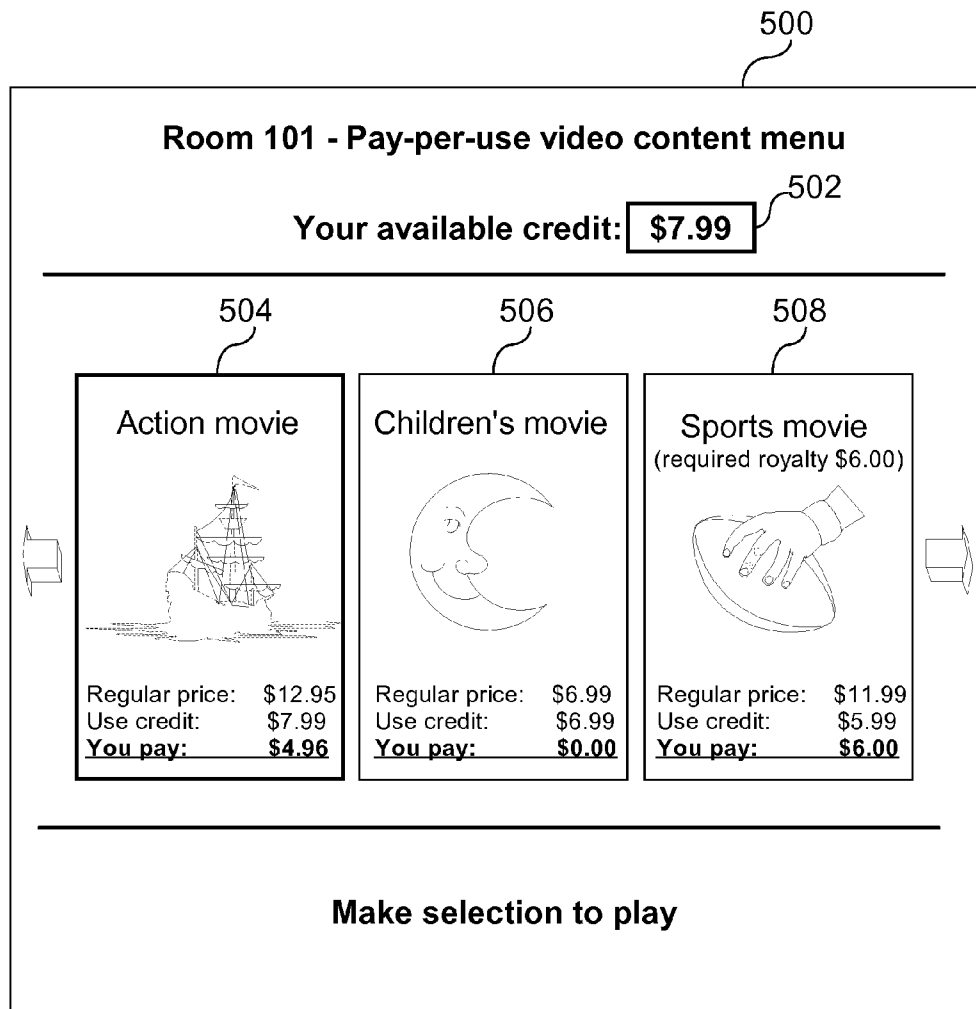 500
Room 101 - Pay-per-use video content menu
502
Your available credit: $7.99
504 506 508
Action movie
Children's movie
Sports movie
(required royalty $6.00)
Regular price: $12.95
Use credit: $7.99
You pay: $4.96
Regular price: $6.99
Use credit: $6.99
You pay: $0.00
Regular price: $11.99
Use credit: $5.99
You pay: $6.00
Make selection to play